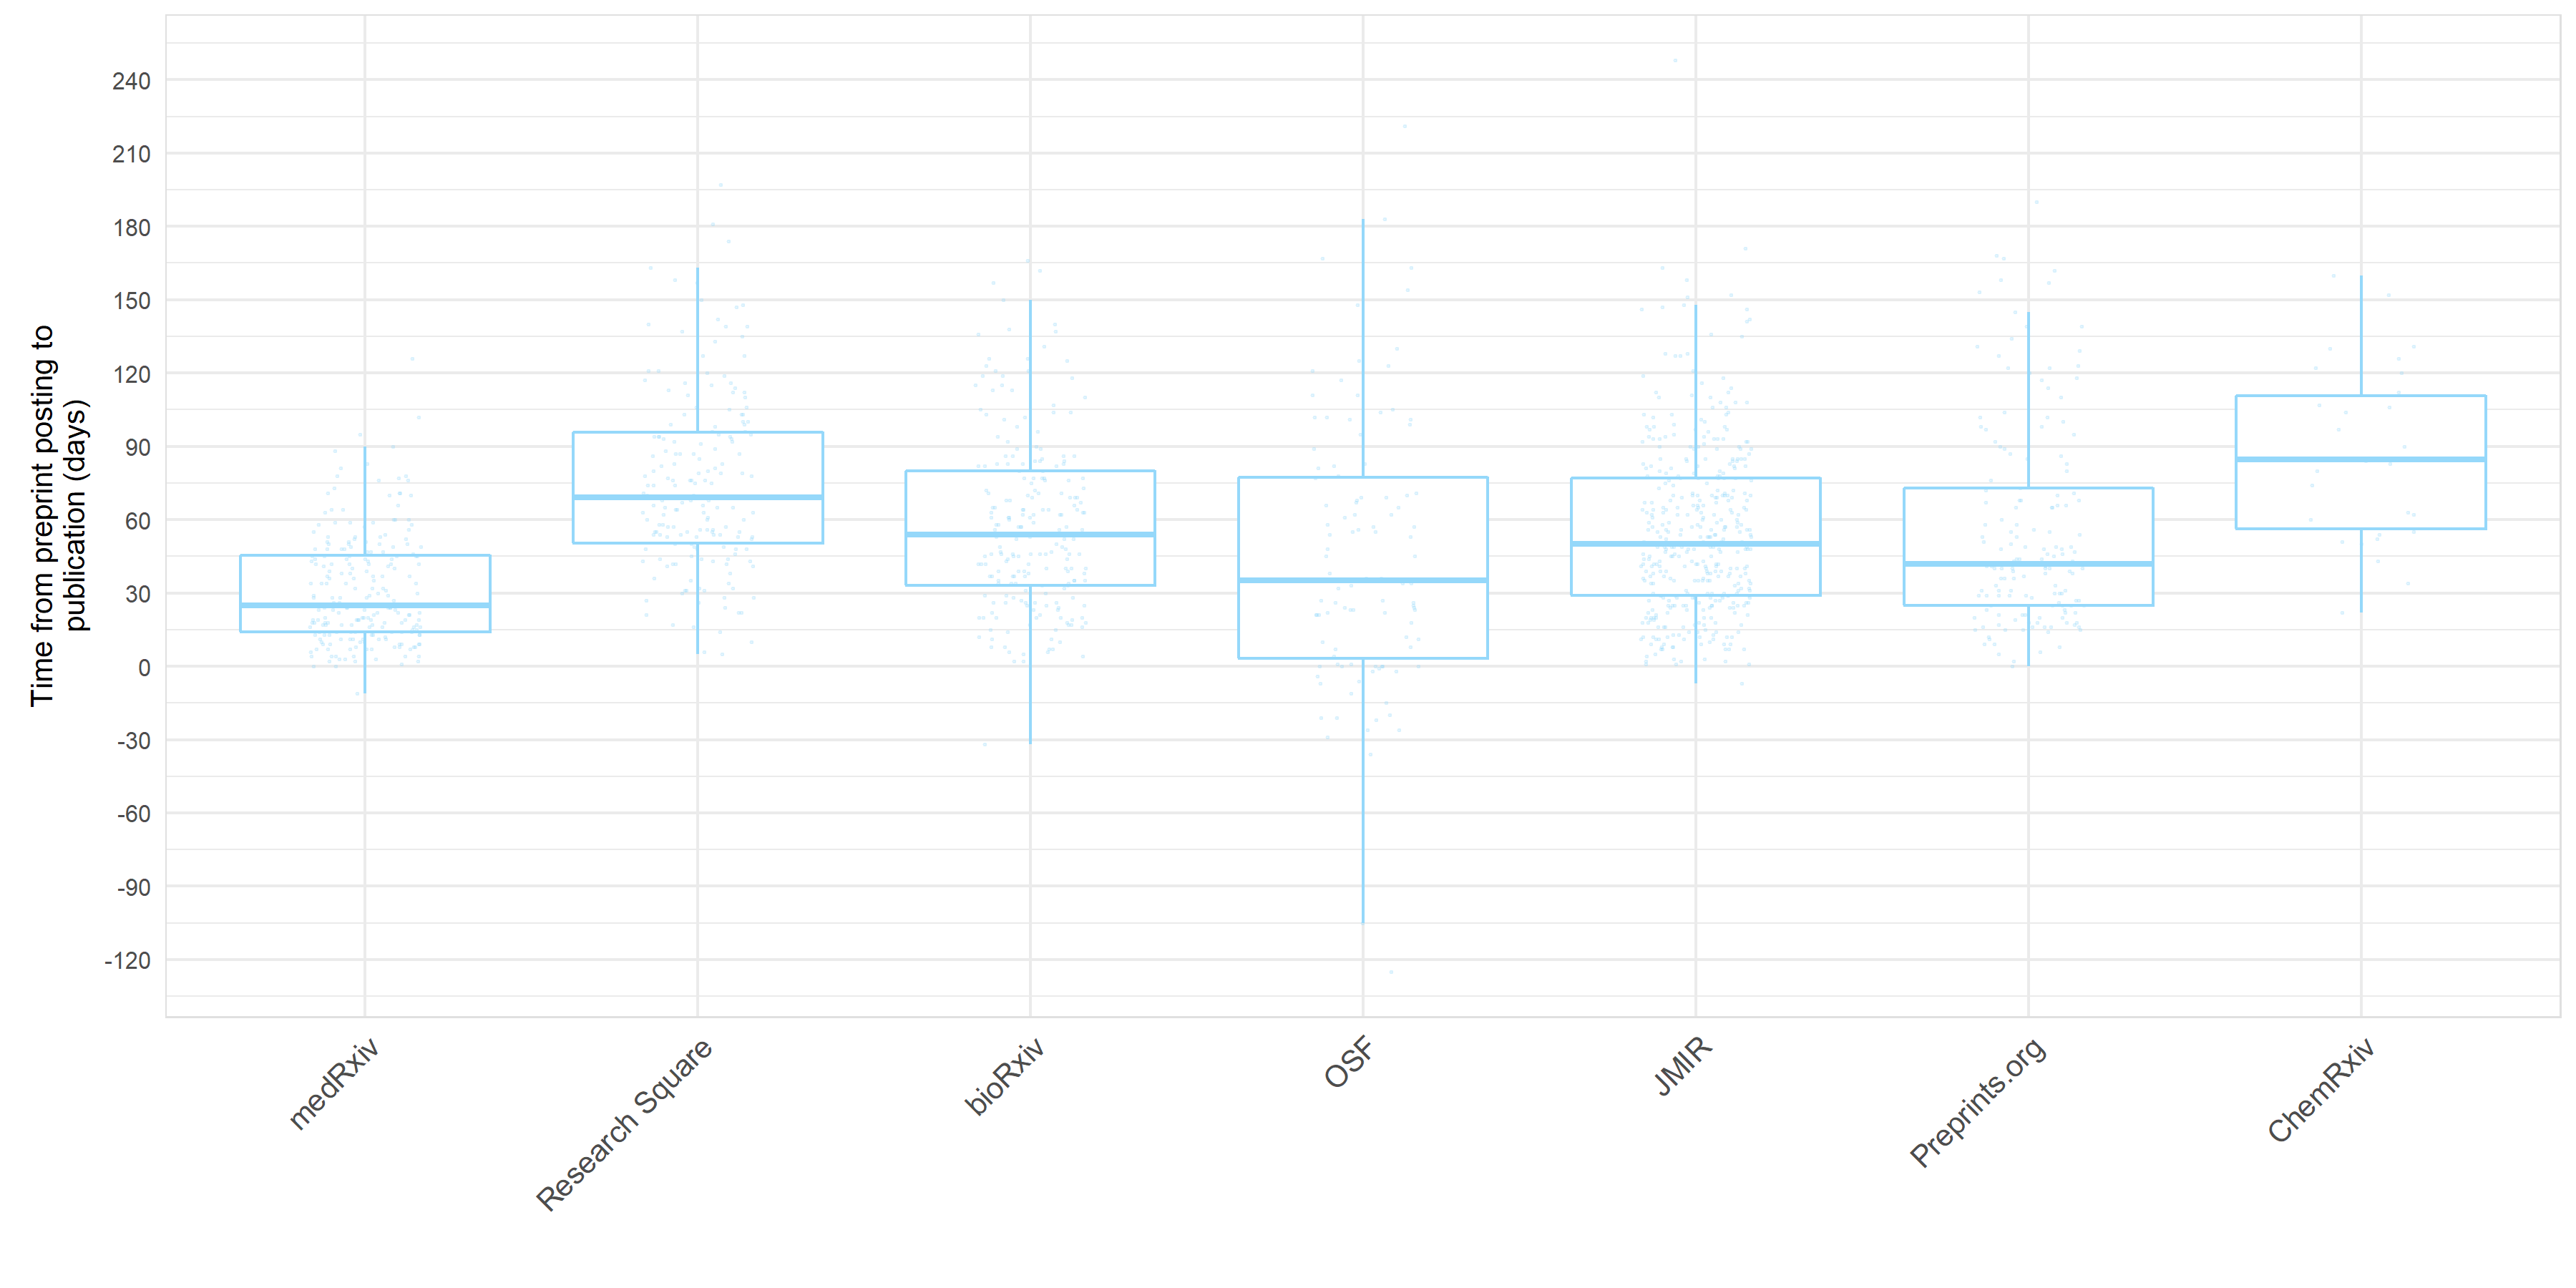 Time from preprint posting to
publication (days)
240
210
180
150
120
90
60
30
0
-30
-60
-90
-120
medRxiv
Research Square
bioRxiv
OSF
JMIR
Preprints.org
ChemRxiv